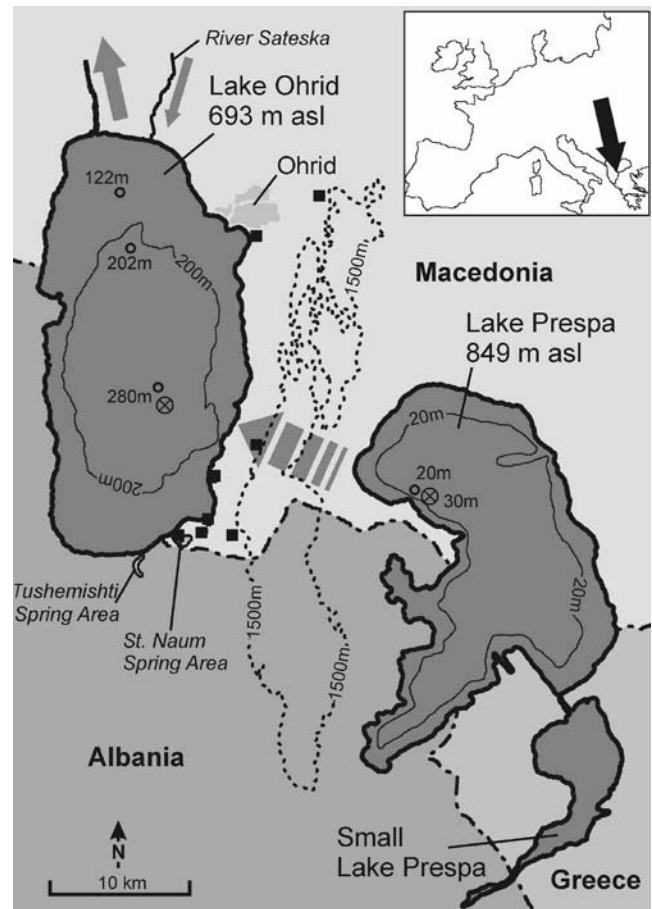 River Sateska
Lake Ohrid
693 m asl
Ohrid
122m
202m
200m
1500m
Macedonia
Lake Prespa
849 m asl
280m
20m
20m
30m
200m
20m
Tushemishti
Spring Area
St. Naum
Spring Area
1500m
1500m
Albania
N
10 km
Small
Lake Prespa
Greece